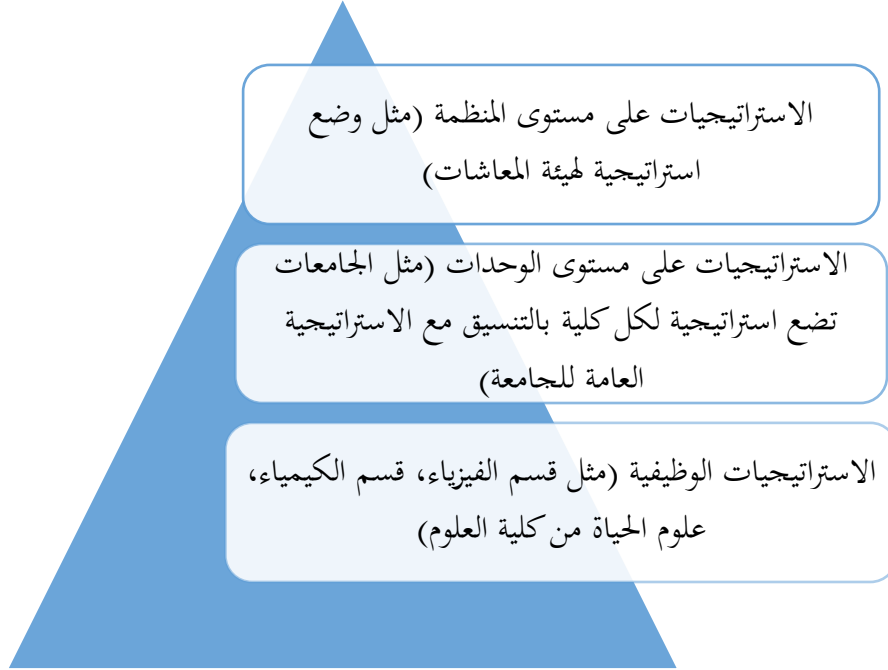 الاستراتيجيات على مستوى المنظمة (مثل وضع
استراتيجية لهيئة المعاشات)
الاستراتيجيات على مستوى الوحدات (مثل الجامعات
تضع استراتيجية لكل كلية بالتنسيق مع الاستراتيجية
العامة للجامعة)
الاستراتيجيات الوظيفية (مثل قسم الفيزياء، قسم الكيمياء،
علوم الحياة من كلية العلوم)